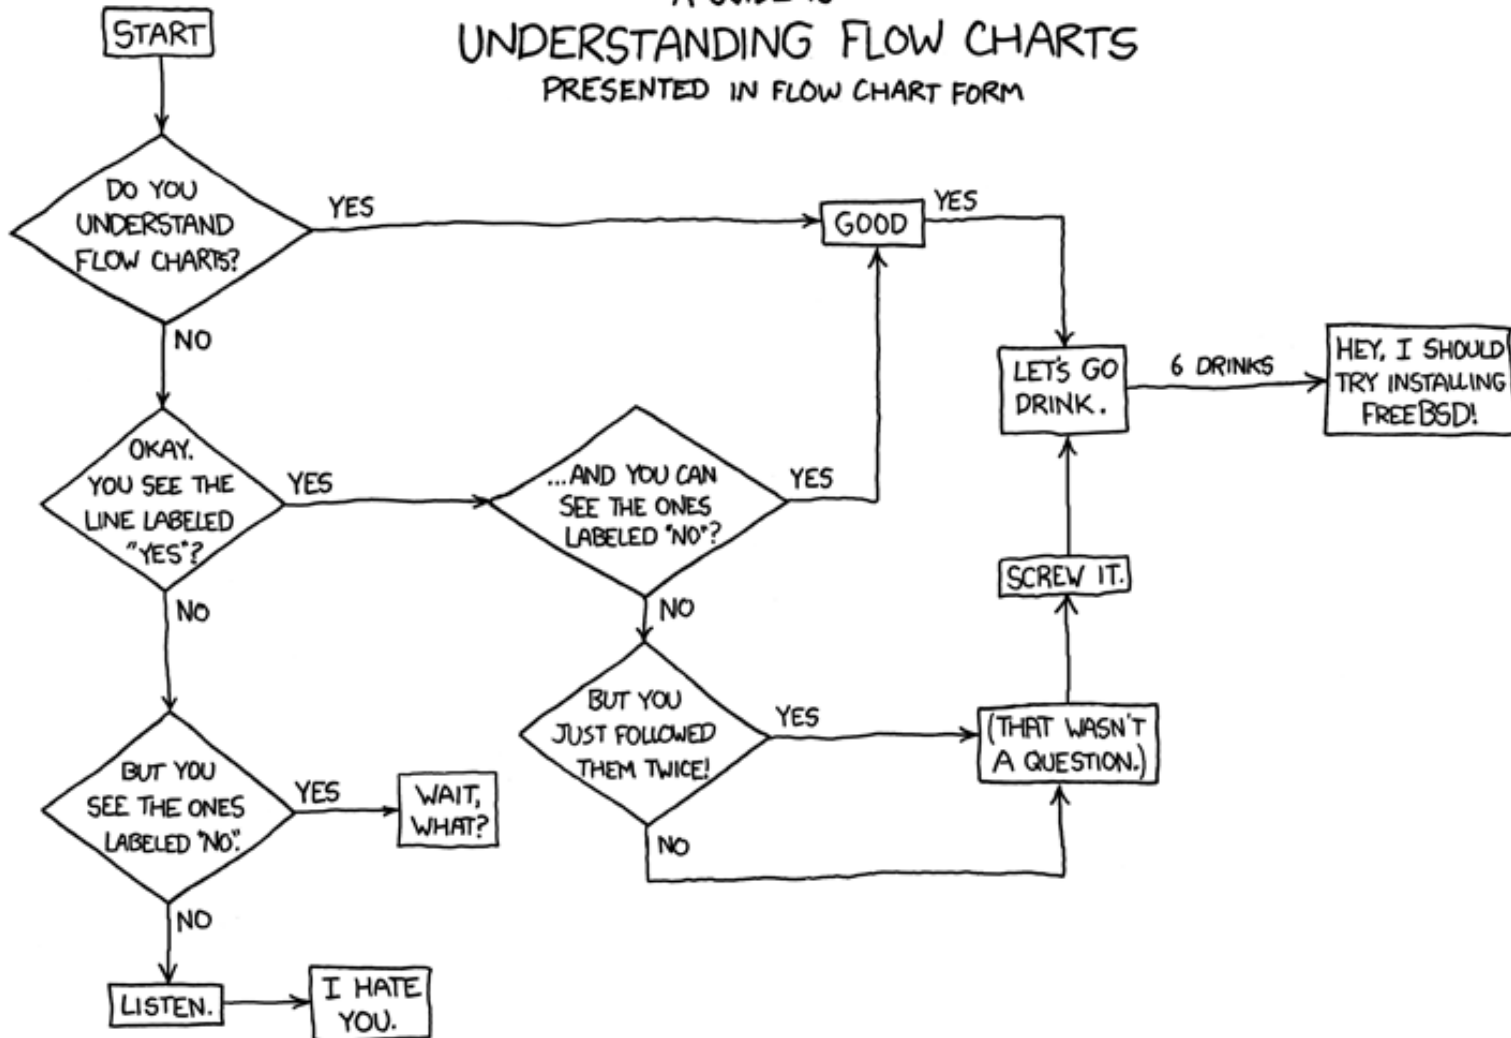 A GUIDE TO
UNDERSTANDING FLOW CHARTS
PRESENTED IN FLOW CHART FORM
START
DO YOU
UNDERSTAND
FLOW CHARTS?
YES
GOOD
YES
NO
LET'S GO
DRINK.
6 DRINKS
HEY, I SHOULD
TRY INSTALLING
FREEBSD!
OKAY.
YOU SEE THE
LINE LABELED
"YES"?
YES
...AND YOU CAN
SEE THE ONES
LABELED "NO"?
YES
NO
NO
SCREW IT.
BUT YOU
JUST FOLLOWED
THEM TWICE!
YES
(THAT WASN'T
A QUESTION.)
NO
BUT YOU
SEE THE ONES
LABELED "NO".
YES
WAIT,
WHAT?
NO
LISTEN.
I HATE
YOU.